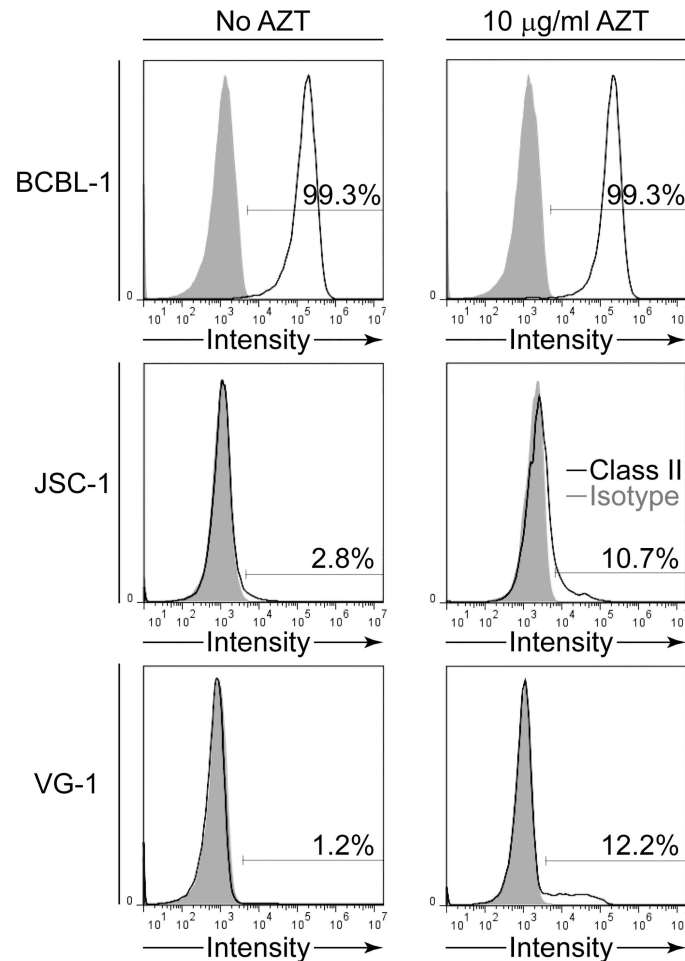 No AZT
10 μg/ml AZT
BCBL-1
99.3%
0
10¹ 10² 10³ 10⁴ 10⁵ 10⁶ 10⁷
Intensity
99.3%
0
10¹ 10² 10³ 10⁴ 10⁵ 10⁶
Intensity
JSC-1
2.8%
0
10¹ 10² 10³ 10⁴ 10⁵ 10⁶ 10⁷
Intensity
Class II
Isotype
10.7%
0
10¹ 10² 10³ 10⁴ 10⁵ 10⁶
Intensity
VG-1
1.2%
0
10¹ 10² 10³ 10⁴ 10⁵ 10⁶ 10⁷
Intensity
12.2%
0
10¹ 10² 10³ 10⁴ 10⁵ 10⁶
Intensity